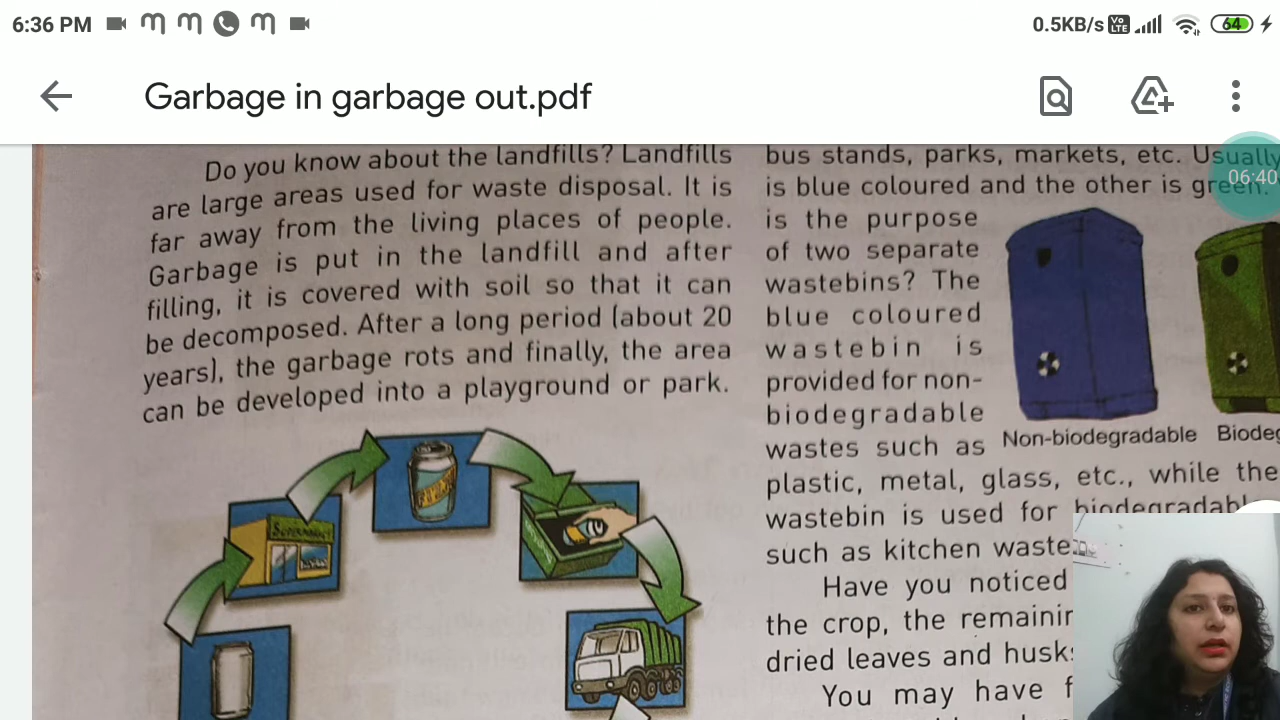 6:36 PM
0.5KB/s
Vo
LTE
64
Garbage in garbage out.pdf
06:40
Do you know about the landfills? Landfills
are large areas used for waste disposal. It is
far away from the living places of people.
Garbage is put in the landfill and after
filling, it is covered with soil so that it can
be decomposed. After a long period (about 20
years), the garbage rots and finally, the area
can be developed into a playground or park.
bus stands, parks, markets, etc. Usually
is blue coloured and the other is green.
is the purpose
of two separate
wastebins? The
blue coloured
wastebin is
provided for non-
biodegradable
wastes such as
plastic, metal, glass, etc., while the
wastebin is used for biodegradabl
such as kitchen waste
Have you noticed
the crop, the remainin
dried leaves and husks
You may have f
Non-biodegradable
Biodeg